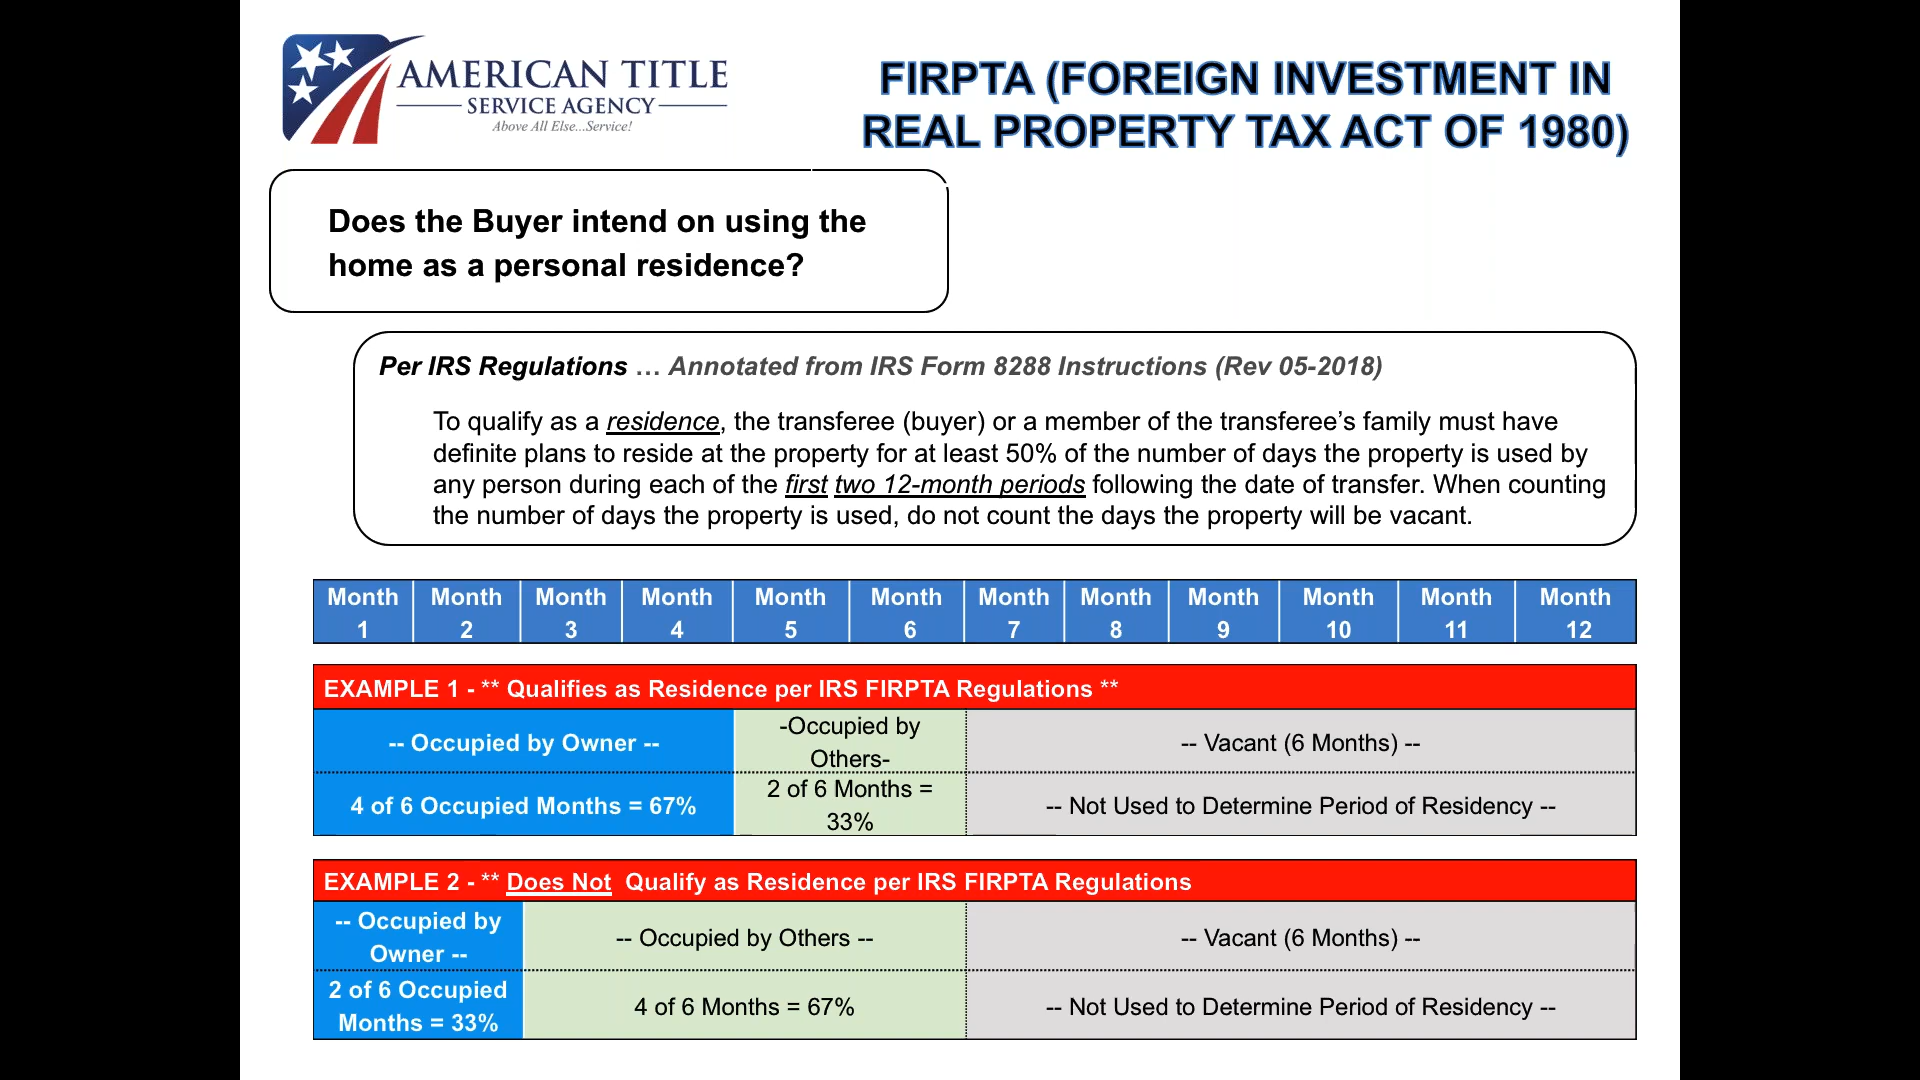 AMERICAN TITLE
SERVICE AGENCY
Above All Else...Service!
FIRPTA (FOREIGN INVESTMENT IN
REAL PROPERTY TAX ACT OF 1980)
Does the Buyer intend on using the
home as a personal residence?
Per IRS Regulations … Annotated from IRS Form 8288 Instructions (Rev 05-2018)
To qualify as a residence, the transferee (buyer) or a member of the transferee’s family must have
definite plans to reside at the property for at least 50% of the number of days the property is used by
any person during each of the first two 12-month periods following the date of transfer. When counting
the number of days the property is used, do not count the days the property will be vacant.
Month Month Month Month Month Month Month Month Month Month Month Month
1 2 3 4 5 6 7 8 9 10 11 12
EXAMPLE 1 - ** Qualifies as Residence per IRS FIRPTA Regulations **
-- Occupied by Owner --
-Occupied by
Others-
-- Vacant (6 Months) --
4 of 6 Occupied Months = 67%
2 of 6 Months =
33%
-- Not Used to Determine Period of Residency --
EXAMPLE 2 - ** Does Not Qualify as Residence per IRS FIRPTA Regulations
-- Occupied by
Owner --
-- Occupied by Others --
-- Vacant (6 Months) --
2 of 6 Occupied
Months = 33%
4 of 6 Months = 67%
-- Not Used to Determine Period of Residency --